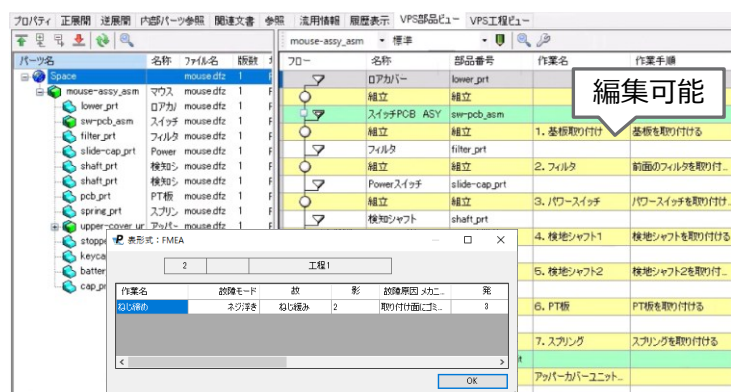 プロパティ 正展開 逆展開 内部パーツ参照 関連文書 参照 流用情報 履歴表示 VPS部品ビュー VPS工程ビュー
mouse-assy_asm 標準
パーツ名 名称 ファイル名 版数
Space mouse.dfz 1
mouse-assy_asm マウス mouse.dfz 1
lower_prt ロアカバ mouse.dfz 1
sw-pcb_asm スイッチ mouse.dfz 1
filter_prt フィルタ mouse.dfz 1
slide-cap_prt Power mouse.dfz 1
shaft_prt 検知シ mouse.dfz 1
shaft_prt 検知シ mouse.dfz 1
pcb_prt PT板 mouse.dfz 1
spring_prt スプリン mouse.dfz 1
upper-cover_ur アッパー mouse.dfz 1
stoppe
keyca
batter
cap_pr
フロー 名称 部品番号 作業名 作業手順
ロアカバー lower_prt
組立 組立
スイッチPCB ASY sw-pcb_asm
組立 組立 1. 基板取り付け 基板を取り付ける
フィルタ filter_prt
組立 組立 2. フィルタ 前面のフィルタを取り付...
Powerスイッチ slide-cap_prt
組立 組立 3. パワースイッチ パワースイッチを取り付け...
検知シャフト shaft_prt
4. 検地シャフト1 検地シャフトを取り付ける
5. 検地シャフト2 検地シャフト2を取り付...
6. PT板 PT板を取り付ける
7. スプリング スプリングを取り付ける
アッパーカバーユニット...
編集可能
表形式：FMEA
2 工程1
作業名 故障モード 故 影 故障原因 メカニ... 発
ねじ締め ネジ浮き ねじ緩み 2 取り付け面にゴミ... 3
OK